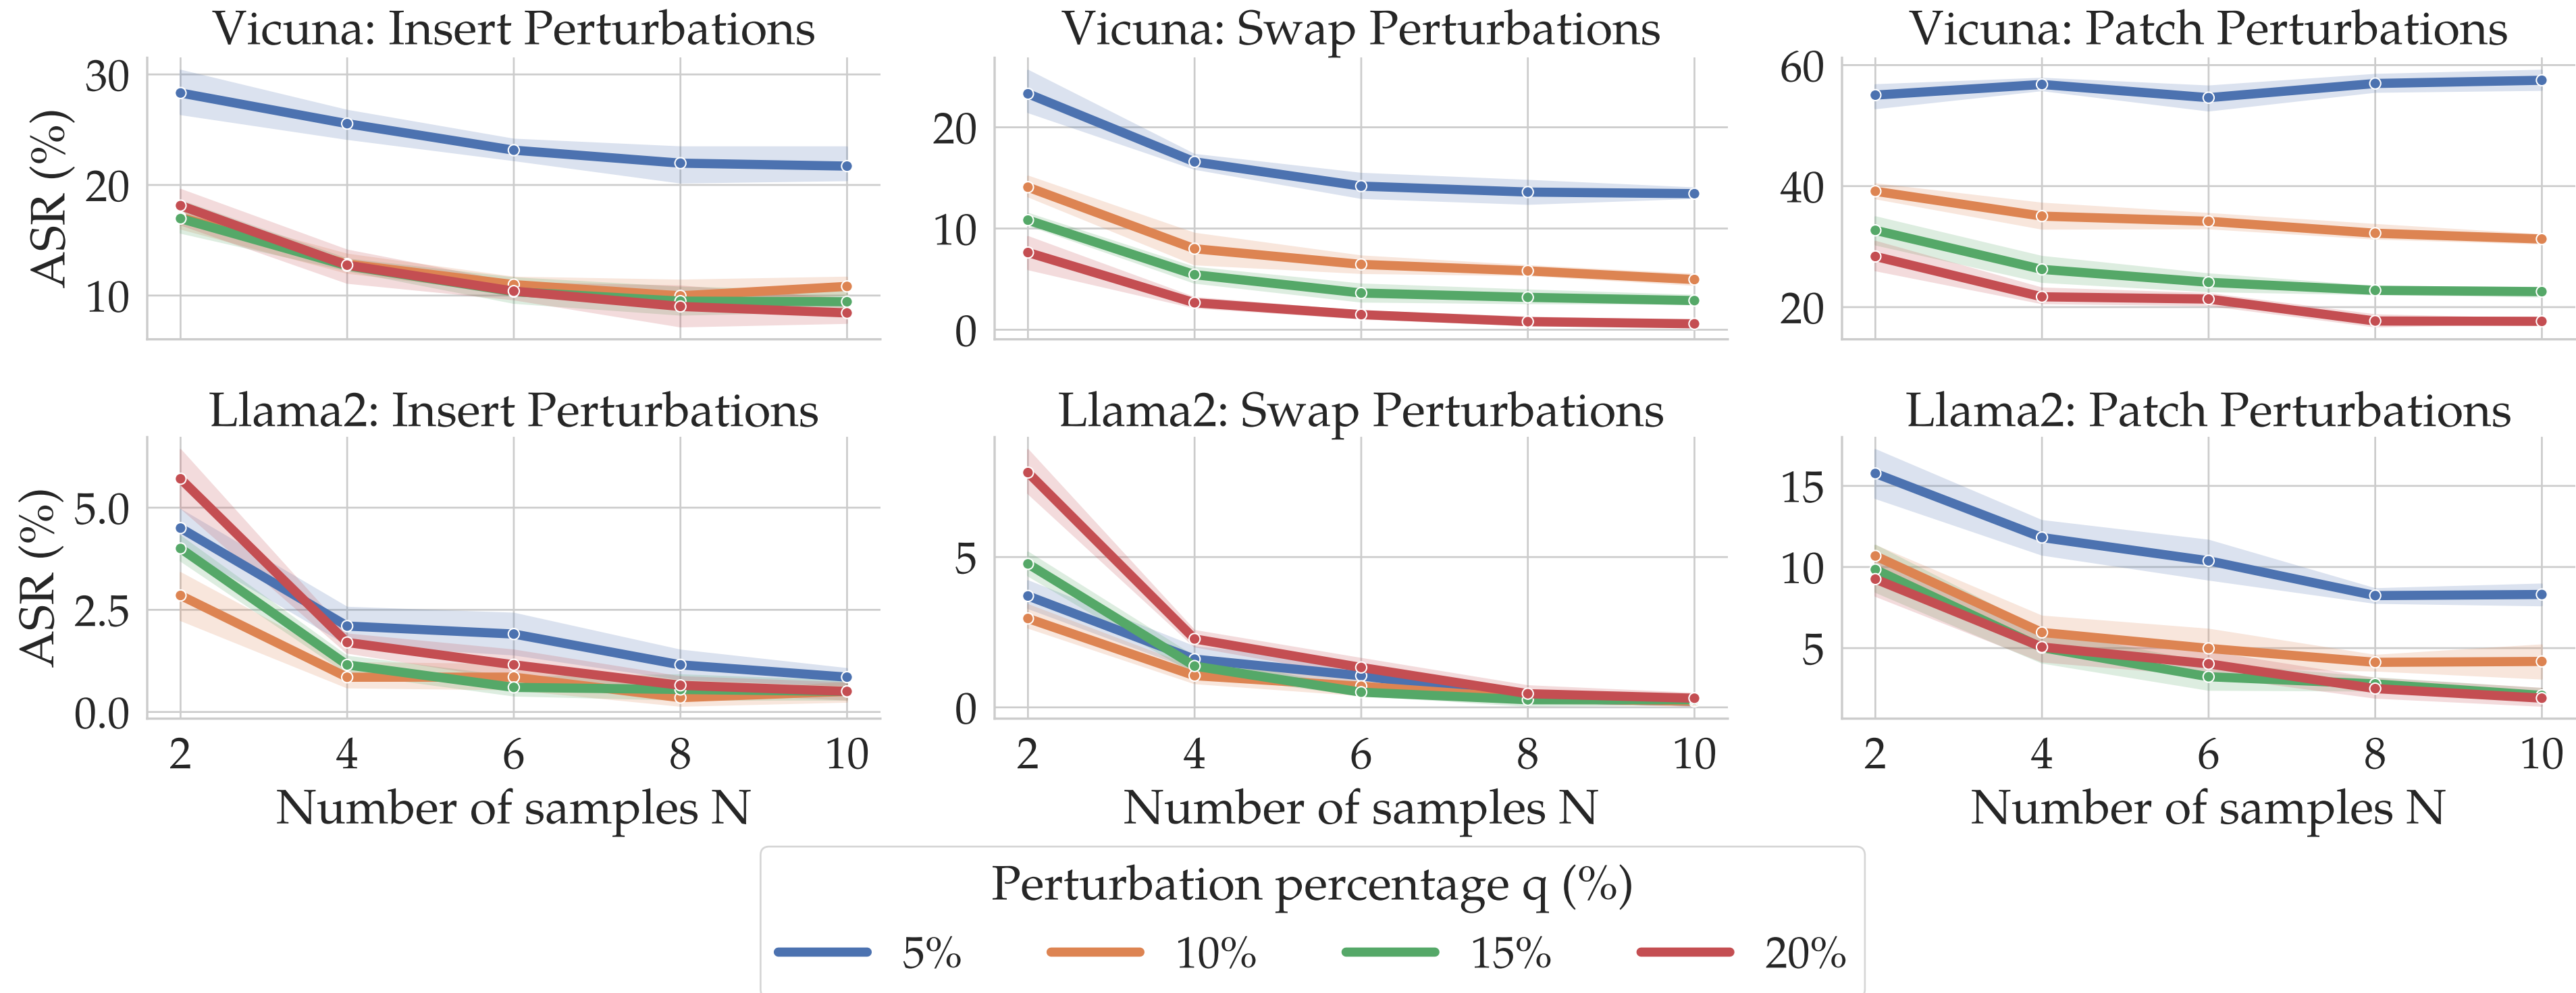 Vicuna: Insert Perturbations
Vicuna: Swap Perturbations
Vicuna: Patch Perturbations
ASR (%)
30
20
10
20
10
0
60
40
20
Llama2: Insert Perturbations
Llama2: Swap Perturbations
Llama2: Patch Perturbations
ASR (%)
5.0
2.5
0.0
5
0
15
10
5
2 4 6 8 10
2 4 6 8 10
2 4 6 8 10
Number of samples N
Number of samples N
Number of samples N
Perturbation percentage q (%)
5% 10% 15% 20%